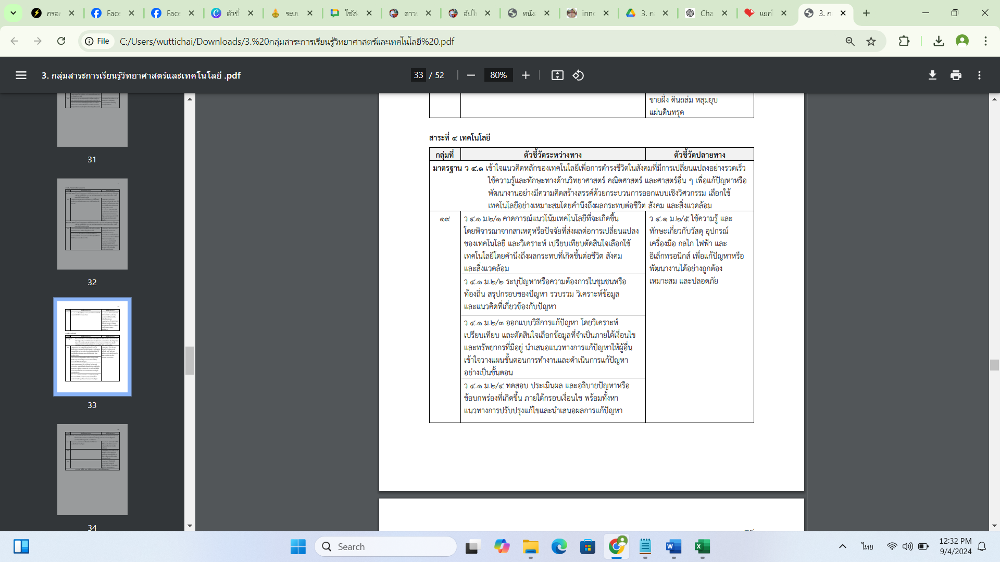 กรอก
Face
Face
ตัวชี้
ระบบ
ใช้ส
ดาวน
อัปโ
หนัง
inno
3. ก
Cha
แยก
3. ก
File
C:/Users/wuttichai/Downloads/3.%20กลุ่มสาระการเรียนรู้วิทยาศาสตร์และเทคโนโลยี%20.pdf
3. กลุ่มสาระการเรียนรู้วิทยาศาสตร์และเทคโนโลยี .pdf
33 / 52
80%
31
32
33
34
ชายฝั่ง ดินถล่ม หลุมยุบ
แผ่นดินทรุด
สาระที่ ๔ เทคโนโลยี
กลุ่มที่ ตัวชี้วัดระหว่างทาง ตัวชี้วัดปลายทาง
มาตรฐาน ว ๔.๑ เข้าใจแนวคิดหลักของเทคโนโลยีเพื่อการดำรงชีวิตในสังคมที่มีการเปลี่ยนแปลงอย่างรวดเร็ว
ใช้ความรู้และทักษะทางด้านวิทยาศาสตร์ คณิตศาสตร์ และศาสตร์อื่น ๆ เพื่อแก้ปัญหาหรือ
พัฒนางานอย่างมีความคิดสร้างสรรค์ด้วยกระบวนการออกแบบเชิงวิศวกรรม เลือกใช้
เทคโนโลยีอย่างเหมาะสมโดยคำนึงถึงผลกระทบต่อชีวิต สังคม และสิ่งแวดล้อม
๑๙
ว ๔.๑ ม.๒/๑ คาดการณ์แนวโน้มเทคโนโลยีที่จะเกิดขึ้น
โดยพิจารณาจากสาเหตุหรือปัจจัยที่ส่งผลต่อการเปลี่ยนแปลง
ของเทคโนโลยี และวิเคราะห์ เปรียบเทียบตัดสินใจเลือกใช้
เทคโนโลยีโดยคำนึงถึงผลกระทบที่เกิดขึ้นต่อชีวิต สังคม
และสิ่งแวดล้อม
ว ๔.๑ ม.๒/๒ ระบุปัญหาหรือความต้องการในชุมชนหรือ
ท้องถิ่น สรุปกรอบของปัญหา รวบรวม วิเคราะห์ข้อมูล
และแนวคิดที่เกี่ยวข้องกับปัญหา
ว ๔.๑ ม.๒/๓ ออกแบบวิธีการแก้ปัญหา โดยวิเคราะห์
เปรียบเทียบ และตัดสินใจเลือกข้อมูลที่จำเป็นภายใต้เงื่อนไข
และทรัพยากรที่มีอยู่ นำเสนอแนวทางการแก้ปัญหาให้ผู้อื่น
เข้าใจวางแผนขั้นตอนการทำงานและดำเนินการแก้ปัญหา
อย่างเป็นขั้นตอน
ว ๔.๑ ม.๒/๔ ทดสอบ ประเมินผล และอธิบายปัญหาหรือ
ข้อบกพร่องที่เกิดขึ้น ภายใต้กรอบเงื่อนไข พร้อมทั้งหา
แนวทางการปรับปรุงแก้ไขและนำเสนอผลการแก้ปัญหา
ว ๔.๑ ม.๒/๕ ใช้ความรู้ และ
ทักษะเกี่ยวกับวัสดุ อุปกรณ์
เครื่องมือ กลไก ไฟฟ้า และ
อิเล็กทรอนิกส์ เพื่อแก้ปัญหาหรือ
พัฒนางานได้อย่างถูกต้อง
เหมาะสม และปลอดภัย
Search
ไทย
12:32 PM
9/4/2024